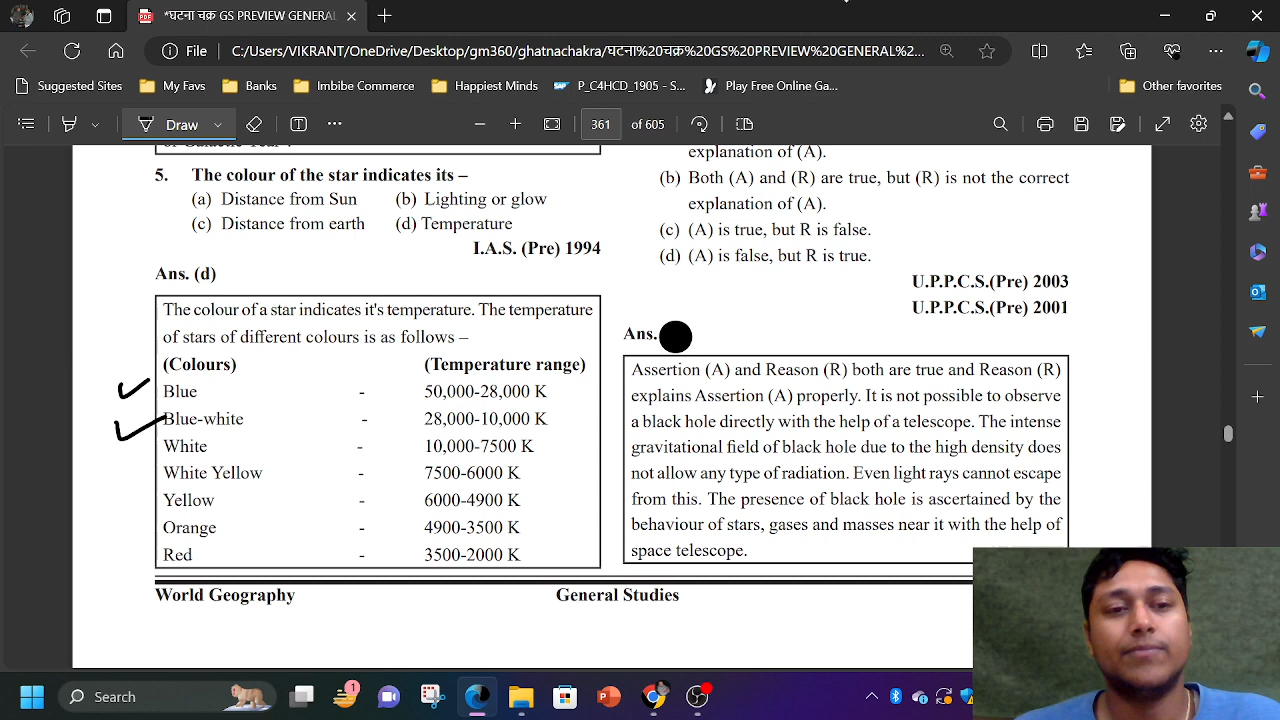 *घटना चक्र GS PREVIEW GENERAL
File
C:/Users/VIKRANT/OneDrive/Desktop/gm360/ghatnachakra/घटना%20चक्र%20GS%20PREVIEW%20GENERAL%2...
Suggested Sites
My Favs
Banks
Imbibe Commerce
Happiest Minds
P_C4HCD_1905 - S...
Play Free Online Ga...
Other favorites
Draw
361 of 605
5. The colour of the star indicates its –
(a) Distance from Sun (b) Lighting or glow
(c) Distance from earth (d) Temperature
I.A.S. (Pre) 1994
Ans. (d)
The colour of a star indicates it's temperature. The temperature
of stars of different colours is as follows –
(Colours) (Temperature range)
Blue - 50,000-28,000 K
Blue-white - 28,000-10,000 K
White - 10,000-7500 K
White Yellow - 7500-6000 K
Yellow - 6000-4900 K
Orange - 4900-3500 K
Red - 3500-2000 K
explanation of (A).
(b) Both (A) and (R) are true, but (R) is not the correct
explanation of (A).
(c) (A) is true, but R is false.
(d) (A) is false, but R is true.
U.P.P.C.S.(Pre) 2003
U.P.P.C.S.(Pre) 2001
Ans.
Assertion (A) and Reason (R) both are true and Reason (R)
explains Assertion (A) properly. It is not possible to observe
a black hole directly with the help of a telescope. The intense
gravitational field of black hole due to the high density does
not allow any type of radiation. Even light rays cannot escape
from this. The presence of black hole is ascertained by the
behaviour of stars, gases and masses near it with the help of
space telescope.
World Geography General Studies
Search
1